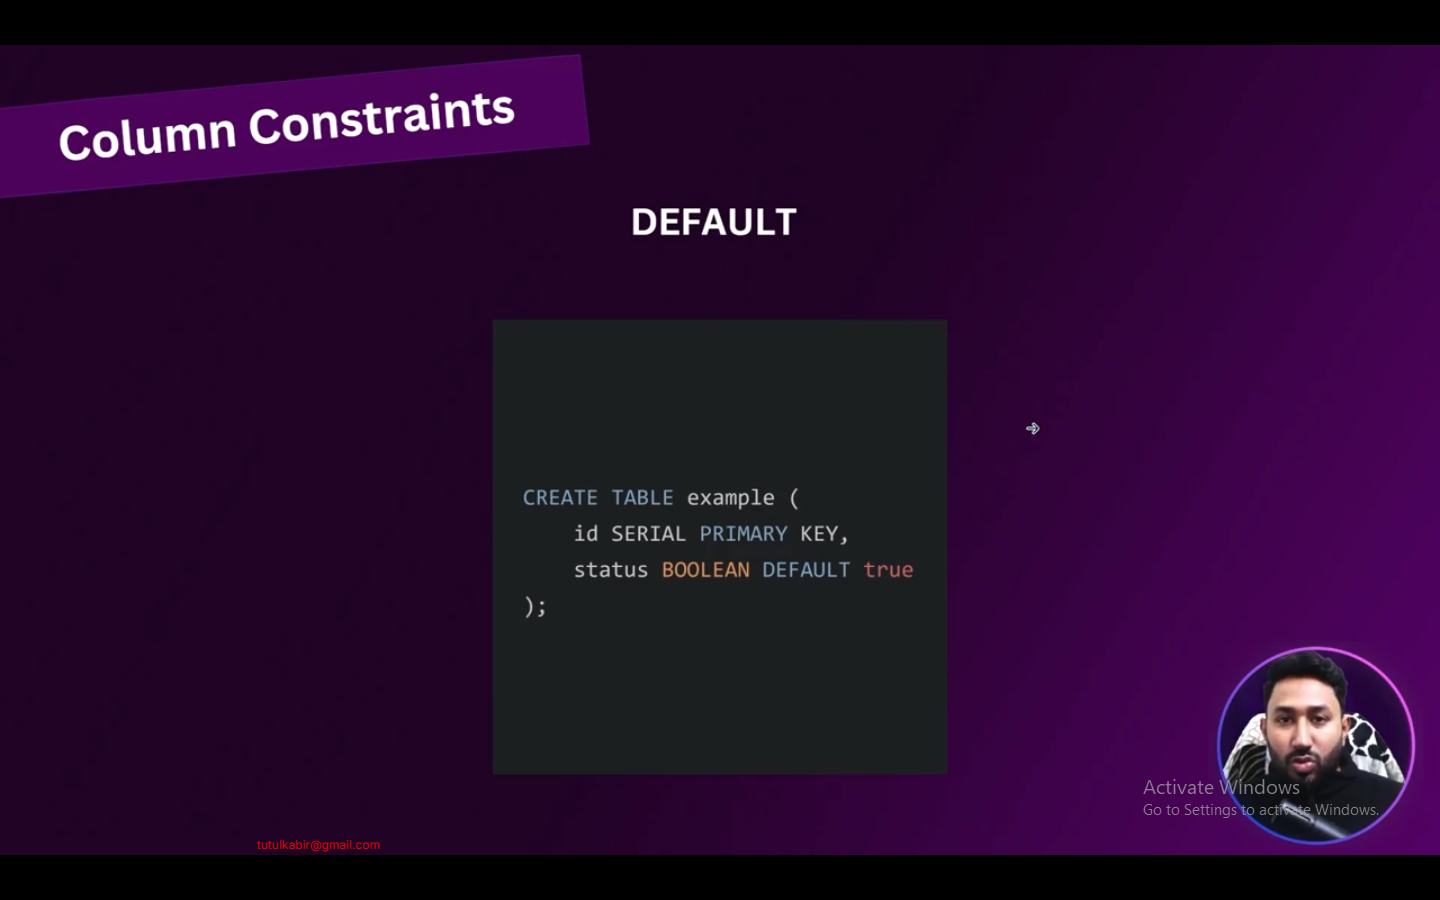 Column Constraints
DEFAULT
CREATE TABLE example (
    id SERIAL PRIMARY KEY,
    status BOOLEAN DEFAULT true
);
Activate Windows
Go to Settings to activate Windows.
tutulkabir@gmail.com